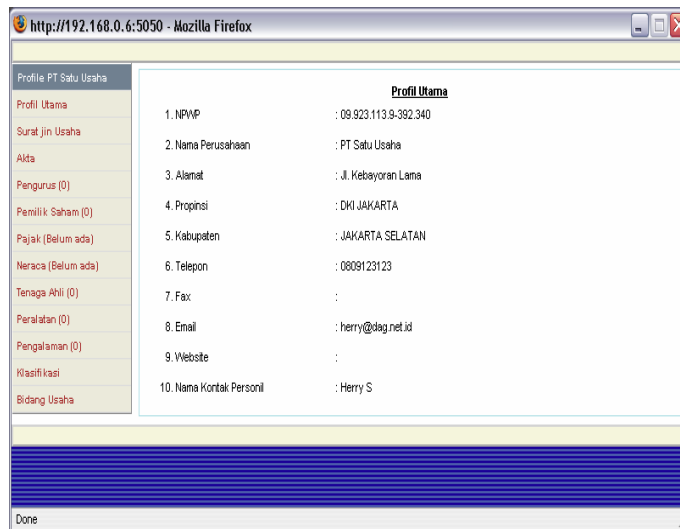 http://192.168.0.6:5050 - Mozilla Firefox
Profile PT Satu Usaha
Profil Utama
Surat jin Usaha
Akta
Pengurus (0)
Pemilik Saham (0)
Pajak (Belum ada)
Neraca (Belum ada)
Tenaga Ahli (0)
Peralatan (0)
Pengalaman (0)
Klasifikasi
Bidang Usaha
Profil Utama
1. NPWP : 09.923.113.9-392.340
2. Nama Perusahaan : PT Satu Usaha
3. Alamat : Jl. Kebayoran Lama
4. Propinsi : DKI JAKARTA
5. Kabupaten : JAKARTA SELATAN
6. Telepon : 0809123123
7. Fax :
8. Email : herry@dag.net.id
9. Website :
10. Nama Kontak Personil : Herry S
Done